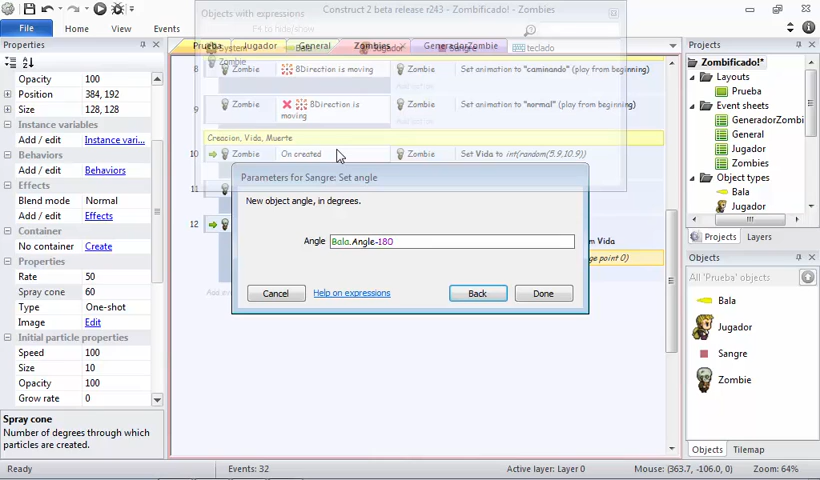 Objects with expressions
Construct 2 beta release r243 - Zombificado! - Zombies
File
Home
View
Events
F4 to hide/show
Properties
Prueba
Jugador
General
Zombies
GeneradorZombie
teclado
Projects
Opacity 100
Position 384, 192
Size 128, 128
Instance variables
Add / edit Instance vari...
Behaviors
Add / edit Behaviors
Effects
Blend mode Normal
Add / edit Effects
Container
No container Create
Properties
Rate 50
Spray cone 60
Type One-shot
Image Edit
Initial particle properties
Speed 100
Size 10
Opacity 100
Grow rate 0
Spray cone
Number of degrees through which
particles are created.
8 Zombie 8Direction is moving Zombie Set animation to "caminando" (play from beginning)
9 Zombie 8Direction is
moving
Zombie Set animation to "normal" (play from beginning)
Creacion, Vida, Muerte
10 Zombie On created Zombie Set Vida to int(random(5.9,10.9))
11
12
m Vida
ge point 0)
Parameters for Sangre: Set angle
New object angle, in degrees.
Angle Bala.Angle-180
Cancel Help on expressions Back Done
Zombificado!*
Layouts
Prueba
Event sheets
GeneradorZombi
General
Jugador
Zombies
Object types
Bala
Jugador
Projects Layers
Objects
All 'Prueba' objects
Bala
Jugador
Sangre
Zombie
Objects Tilemap
Ready Events: 32 Active layer: Layer 0 Mouse: (363.7, -106.0, 0) Zoom: 64%